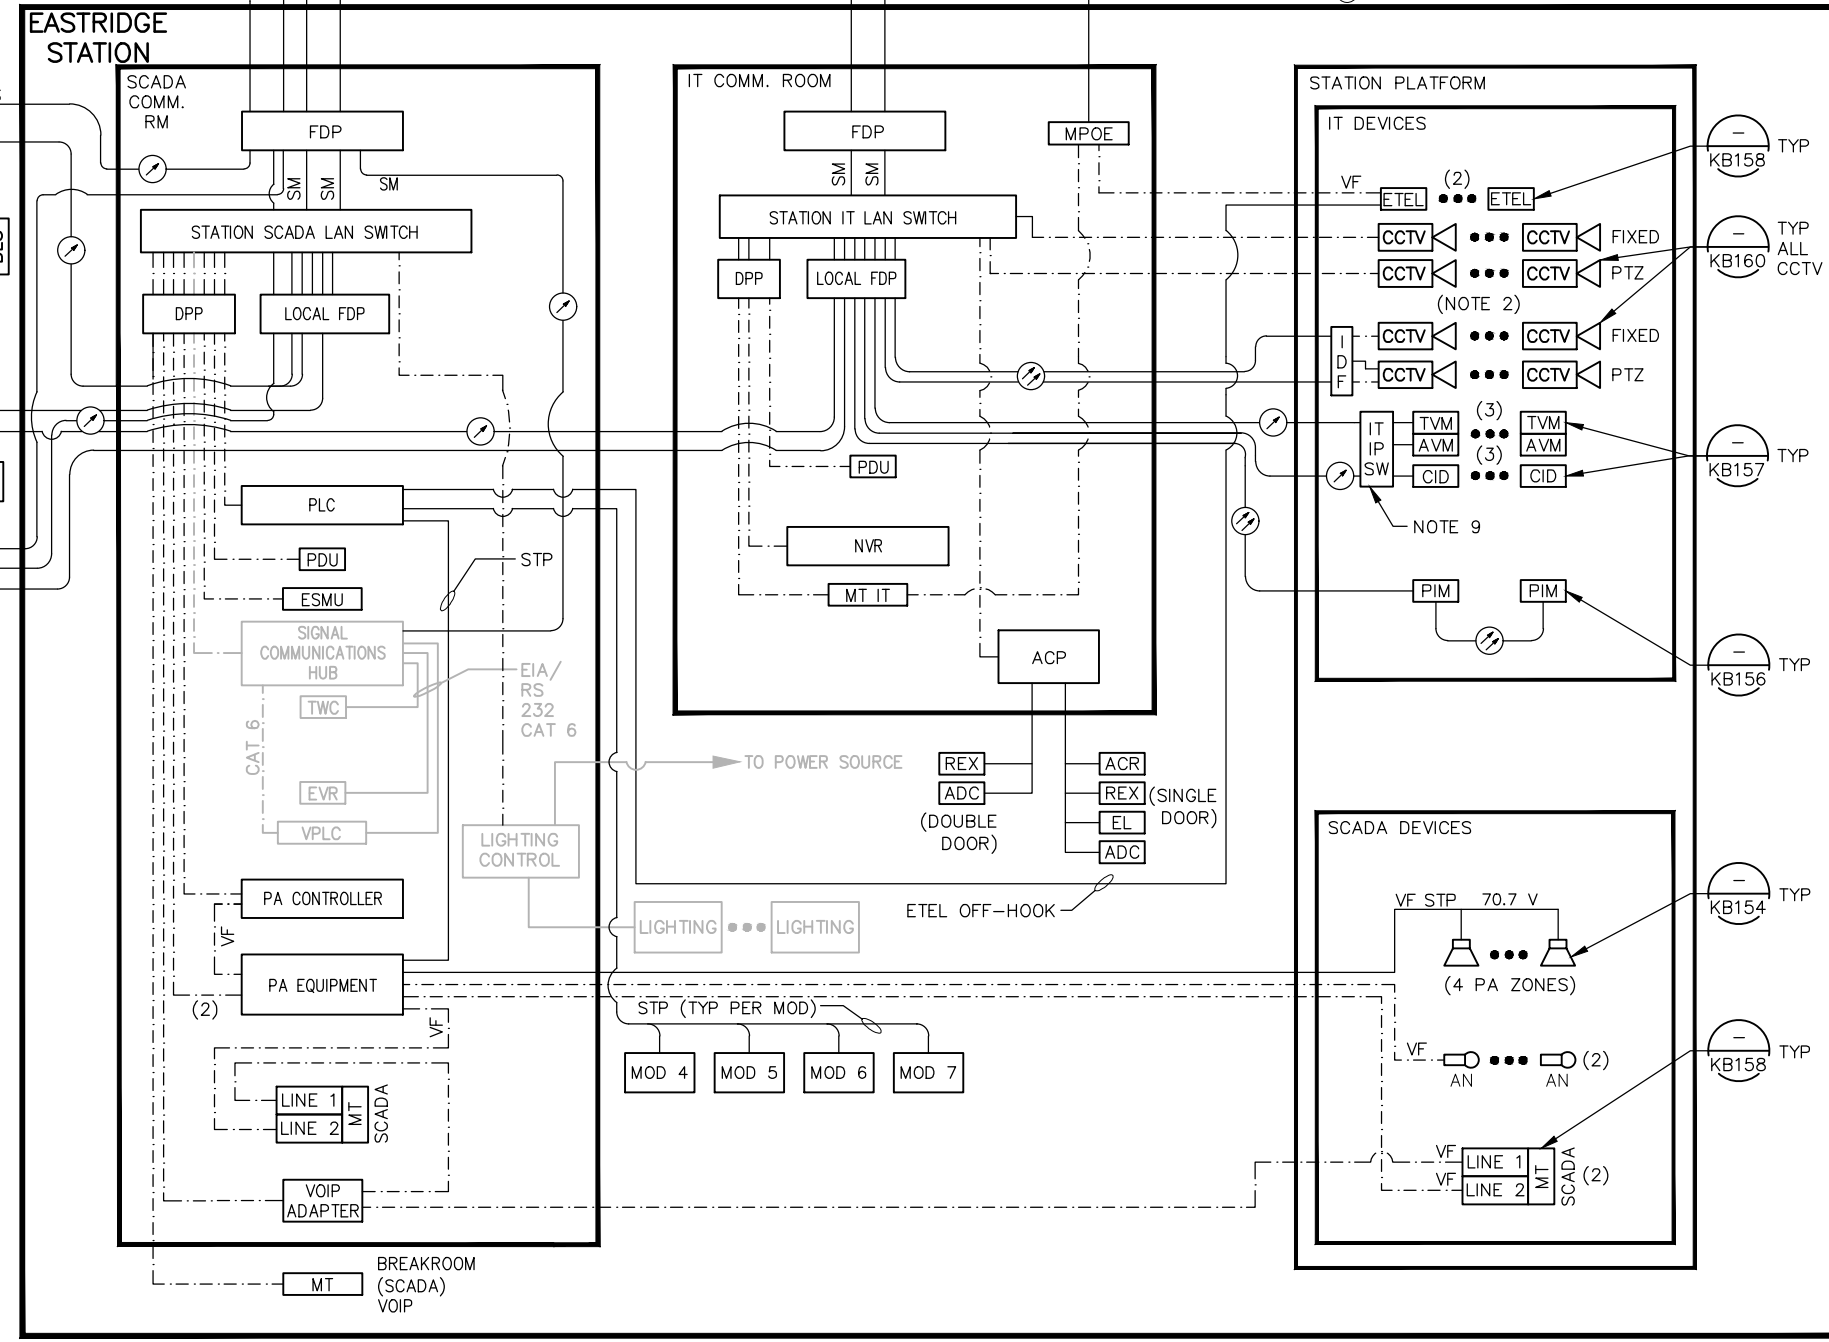 EASTRIDGE
STATION
SCADA
COMM.
RM
FDP
SM
SM
SM
STATION SCADA LAN SWITCH
DPP
LOCAL FDP
PLC
PDU
STP
ESMU
SIGNAL
COMMUNICATIONS
HUB
EIA/
RS
232
CAT 6
TWC
CAT 6
EVR
VPLC
LIGHTING
CONTROL
TO POWER SOURCE
LIGHTING
LIGHTING
PA CONTROLLER
VF
PA EQUIPMENT
(2)
VF
LINE 1
LINE 2
MT
SCADA
VOIP
ADAPTER
MT
BREAKROOM
(SCADA)
VOIP
STP (TYP PER MOD)
MOD 4
MOD 5
MOD 6
MOD 7
IT COMM. ROOM
FDP
MPOE
SM
SM
STATION IT LAN SWITCH
DPP
LOCAL FDP
PDU
NVR
MT IT
ACP
REX
ADC
(DOUBLE
DOOR)
ACR
REX
EL
ADC
(SINGLE
DOOR)
ETEL OFF-HOOK
STATION PLATFORM
IT DEVICES
VF
ETEL
(2)
ETEL
CCTV
CCTV
FIXED
CCTV
CCTV
PTZ
(NOTE 2)
IDF
CCTV
CCTV
FIXED
CCTV
CCTV
PTZ
IT
IP
SW
TVM
(3)
TVM
AVM
AVM
(3)
CID
CID
NOTE 9
PIM
PIM
SCADA DEVICES
VF STP
70.7 V
(4 PA ZONES)
VF
AN
AN
(2)
VF
VF
LINE 1
LINE 2
MT
SCADA
(2)
–
KB158
TYP
–
KB160
TYP
ALL
CCTV
–
KB157
TYP
–
KB156
TYP
–
KB154
TYP
–
KB158
TYP